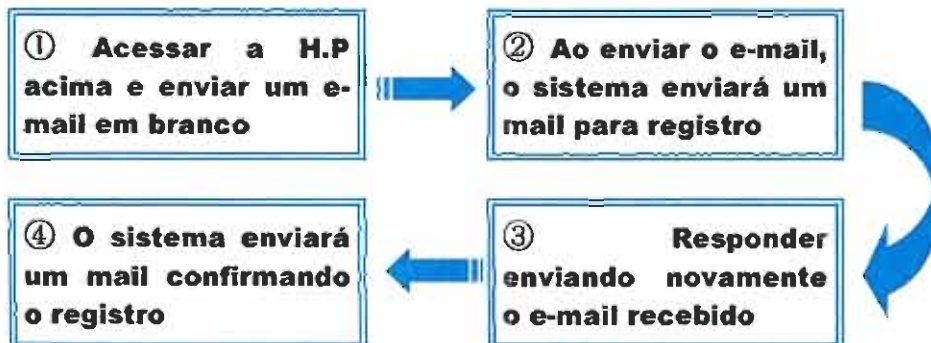 ① Acessar a H.P
acima e enviar um e-
mail em branco
② Ao enviar o e-mail,
o sistema enviará um
mail para registro
③ Responder
enviando novamente
o e-mail recebido
④ O sistema enviará
um mail confirmando
o registro